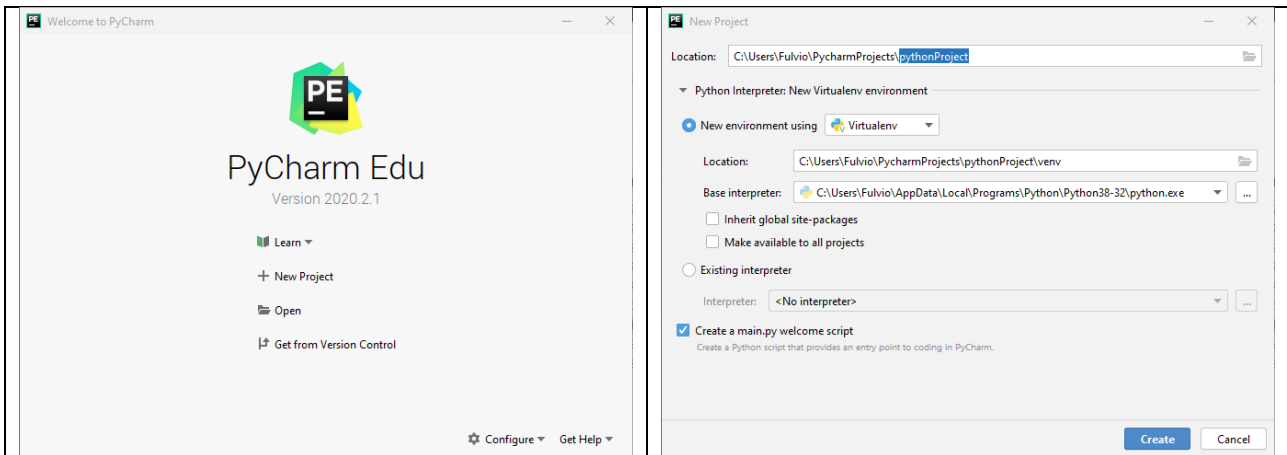 Welcome to PyCharm
PE
PyCharm Edu
Version 2020.2.1
Learn
New Project
Open
Get from Version Control
Configure Get Help
New Project
Location: C:\Users\Fulvio\PycharmProjects\pythonProject
Python Interpreter: New Virtualenv environment
New environment using Virtualenv
Location: C:\Users\Fulvio\PycharmProjects\pythonProject\venv
Base interpreter: C:\Users\Fulvio\AppData\Local\Programs\Python\Python38-32\python.exe ...
Inherit global site-packages
Make available to all projects
Existing interpreter
Interpreter: <No interpreter> ...
Create a main.py welcome script
Create a Python script that provides an entry point to coding in PyCharm.
Create Cancel